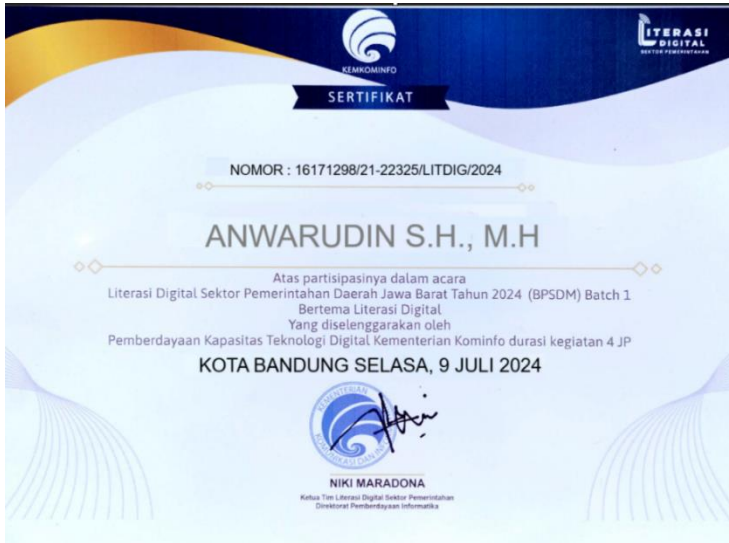 KEMKOMINFO
LITERASI
DIGITAL
SEKTOR PEMERINTAHAN
SERTIFIKAT
NOMOR : 16171298/21-22325/LITDIG/2024
ANWARUDIN S.H., M.H
Atas partisipasinya dalam acara
Literasi Digital Sektor Pemerintahan Daerah Jawa Barat Tahun 2024 (BPSDM) Batch 1
Bertema Literasi Digital
Yang diselenggarakan oleh
Pemberdayaan Kapasitas Teknologi Digital Kementerian Kominfo durasi kegiatan 4 JP
KOTA BANDUNG SELASA, 9 JULI 2024
KEMENTERIAN
KOMUNIKASI DAN
NIKI MARADONA
Ketua Tim Literasi Digital Sektor Pemerintahan
Direktorat Pemberdayaan Informatika